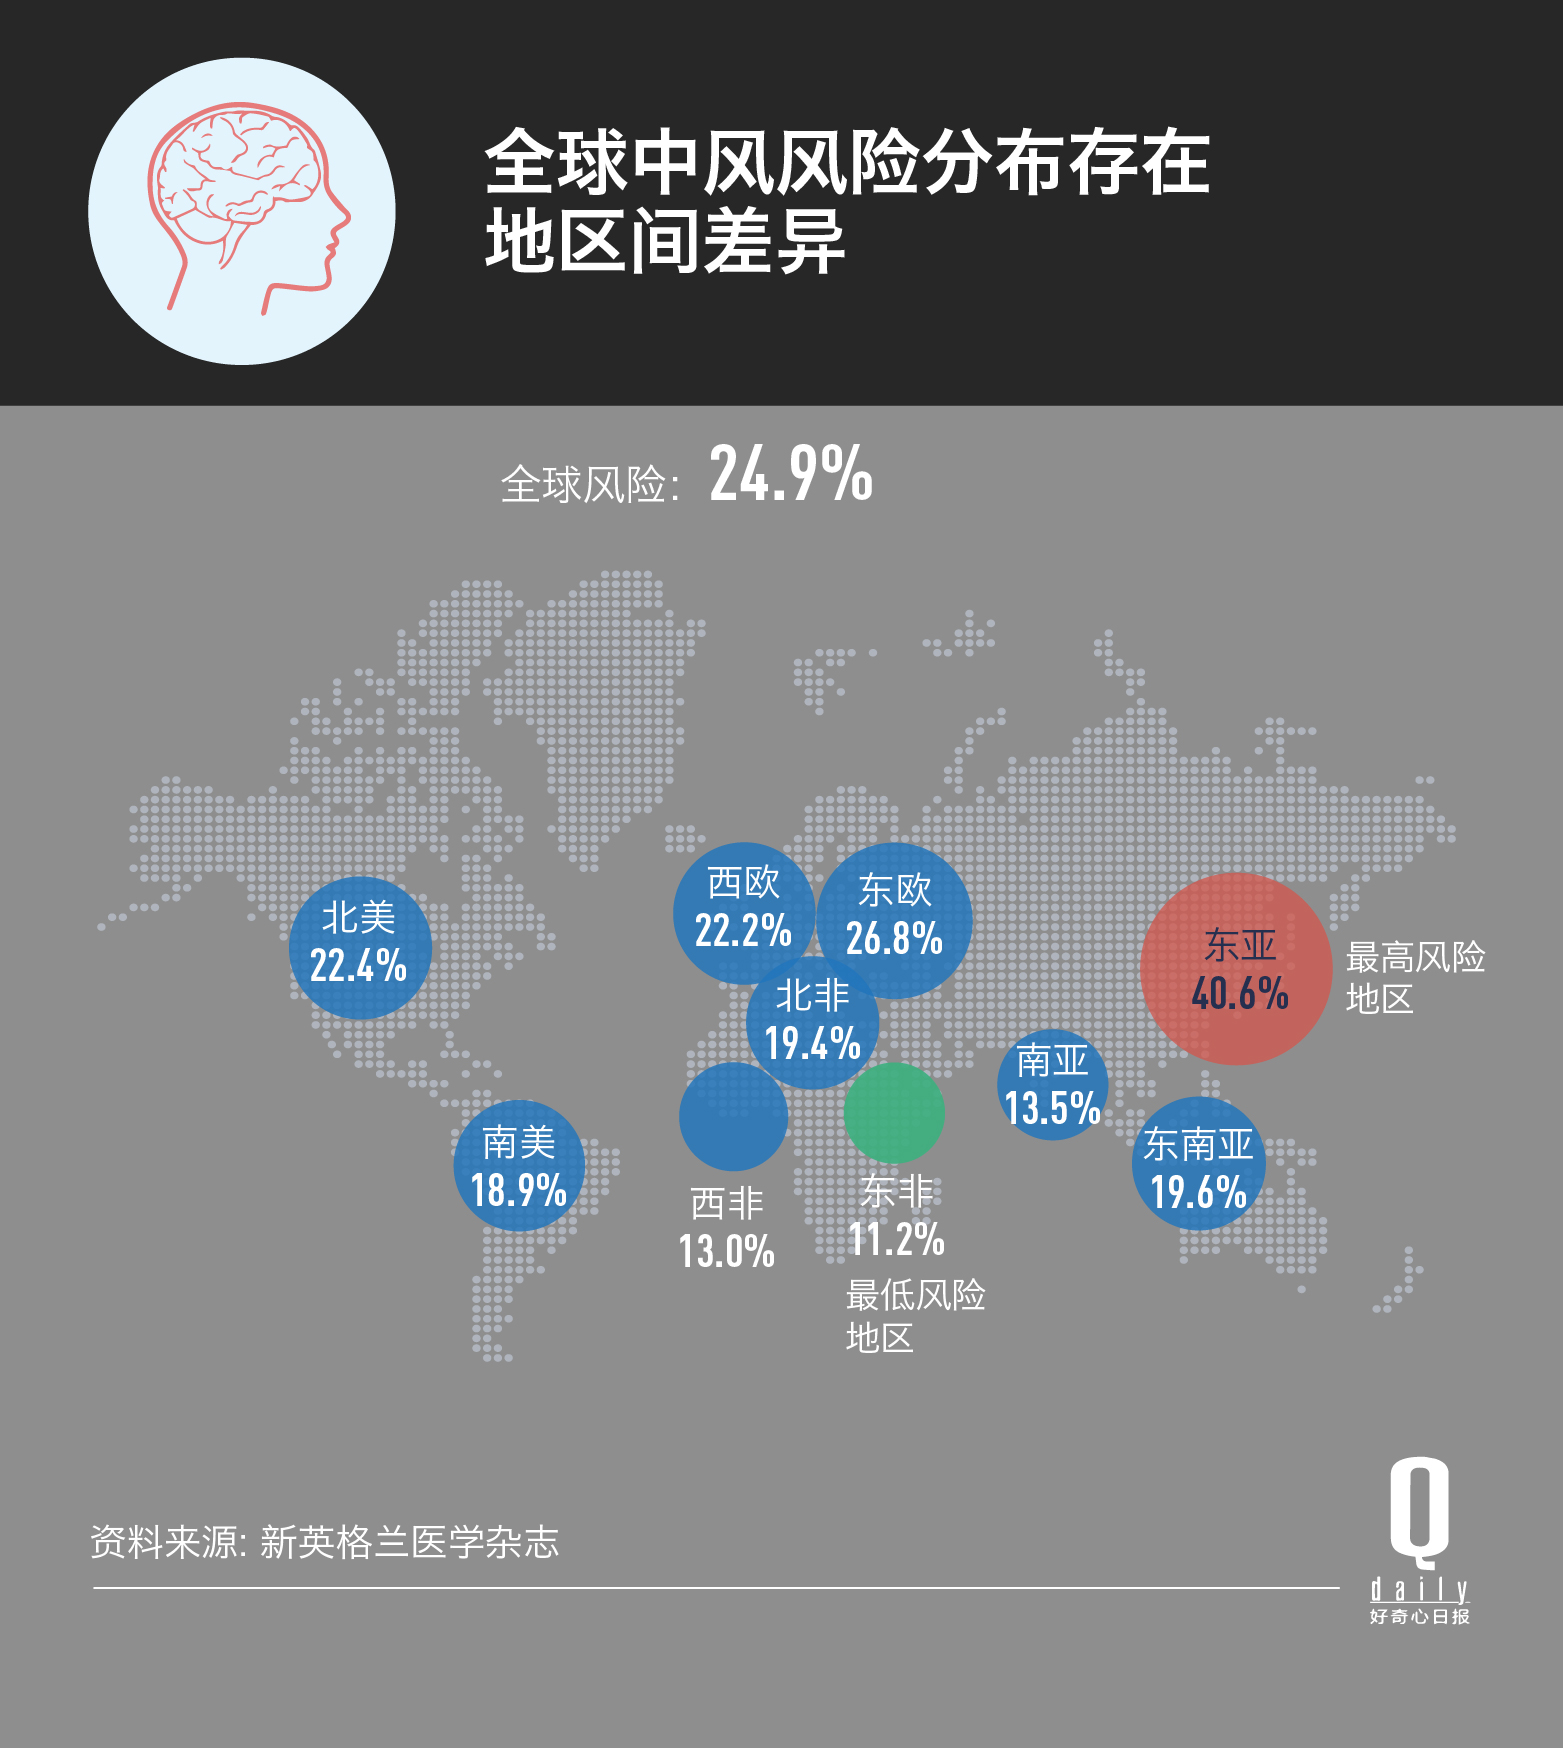 全球中风风险分布存在
地区间差异
全球风险: 24.9%
西欧
22.2%
东欧
26.8%
北美
22.4%
东亚
40.6%
最高风险
地区
北非
19.4%
南亚
13.5%
南美
18.9%
东南亚
19.6%
西非
13.0%
东非
11.2%
最低风险
地区
资料来源: 新英格兰医学杂志
Q
daily
好奇心日报